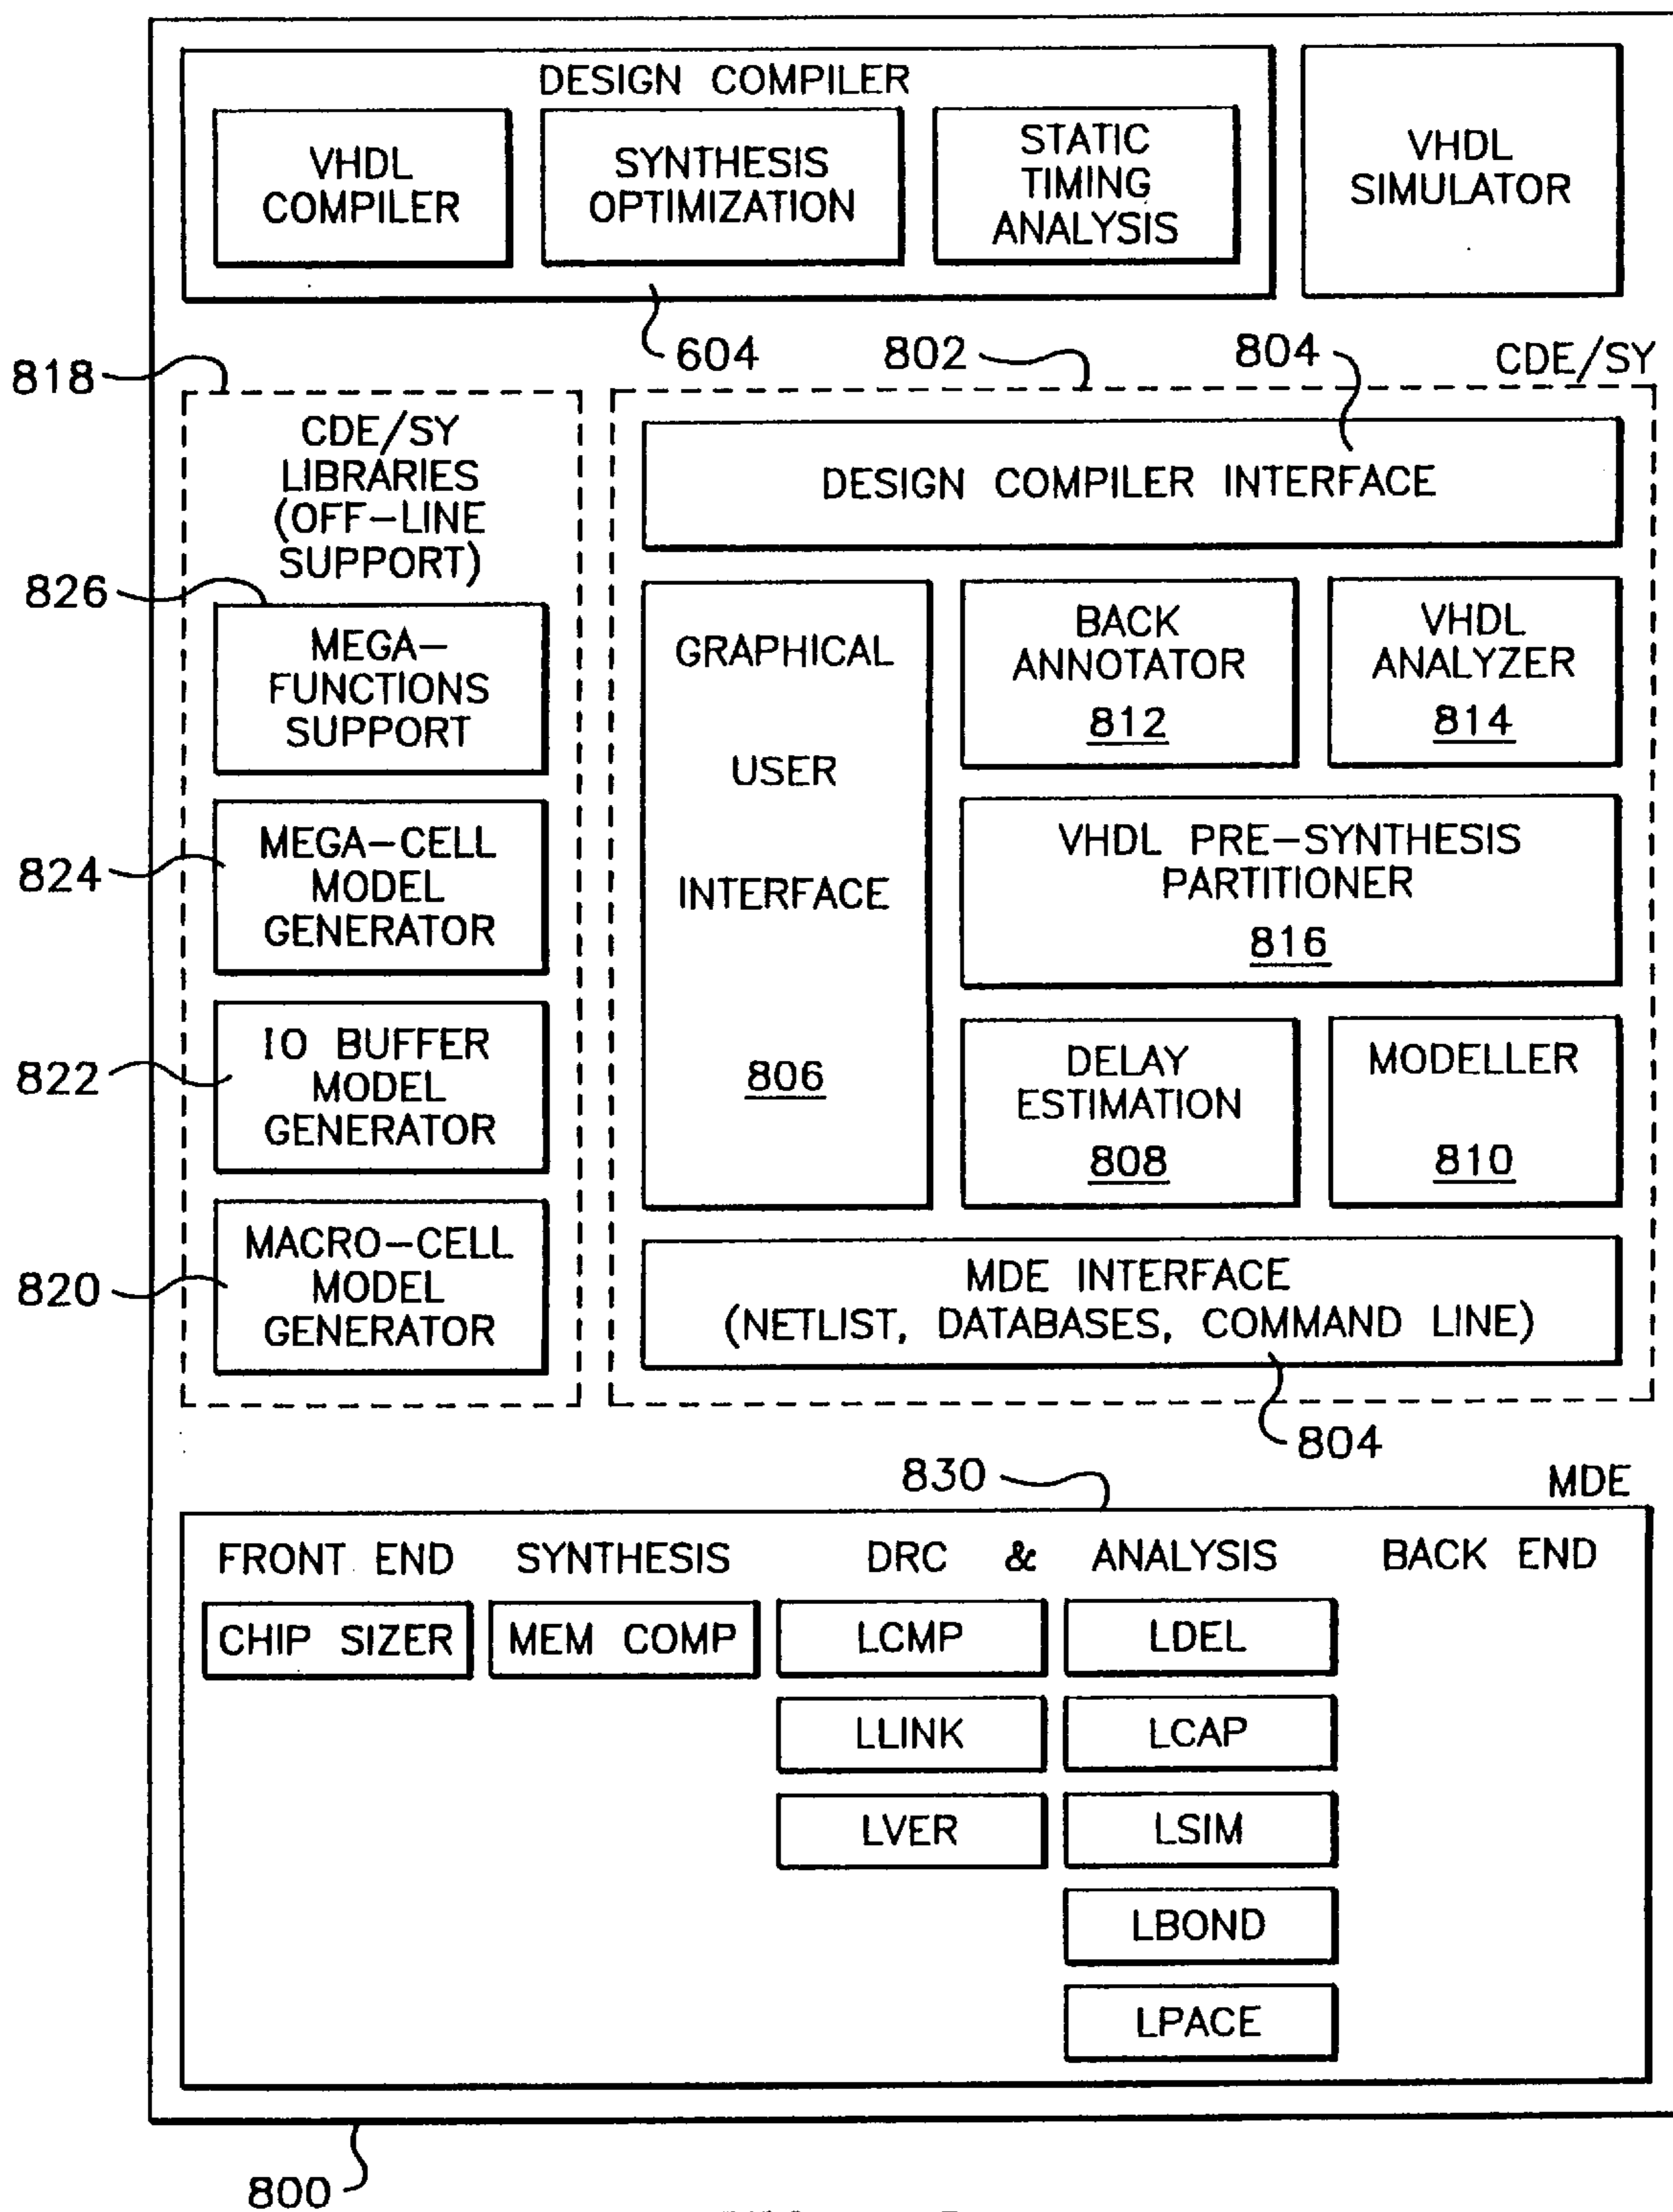 DESIGN COMPILER
VHDL
COMPILER
SYNTHESIS
OPTIMIZATION
STATIC
TIMING
ANALYSIS
VHDL
SIMULATOR
604
802
804
CDE/SY
818
CDE/SY
LIBRARIES
(OFF-LINE
SUPPORT)
826
MEGA-
FUNCTIONS
SUPPORT
824
MEGA-CELL
MODEL
GENERATOR
822
IO BUFFER
MODEL
GENERATOR
820
MACRO-CELL
MODEL
GENERATOR
DESIGN COMPILER INTERFACE
GRAPHICAL
USER
INTERFACE
806
BACK
ANNOTATOR
812
VHDL
ANALYZER
814
VHDL PRE-SYNTHESIS
PARTITIONER
816
DELAY
ESTIMATION
808
MODELLER
810
MDE INTERFACE
(NETLIST, DATABASES, COMMAND LINE)
804
830
MDE
FRONT END
SYNTHESIS
DRC & ANALYSIS
BACK END
CHIP SIZER
MEM COMP
LCMP
LDEL
LLINK
LCAP
LVER
LSIM
LBOND
LPACE
800